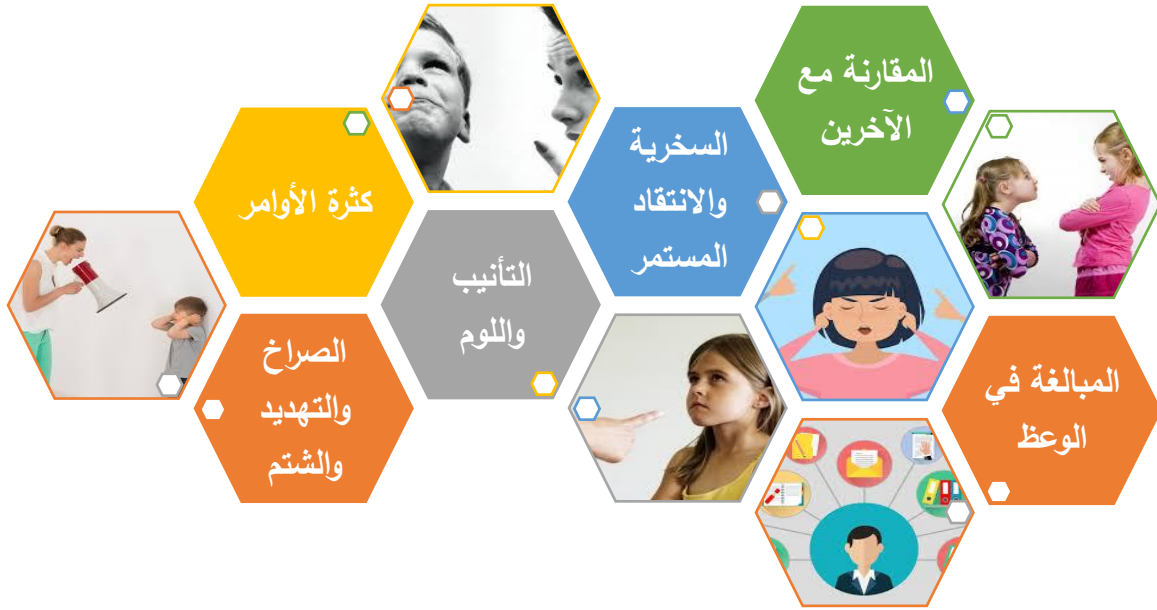 المقارنة مع
الآخرين
السخرية
والانتقاد
المستمر
كثرة الأوامر
التأنيب
واللوم
المبالغة في
الوعظ
الصراخ
والتهديد
والشتم